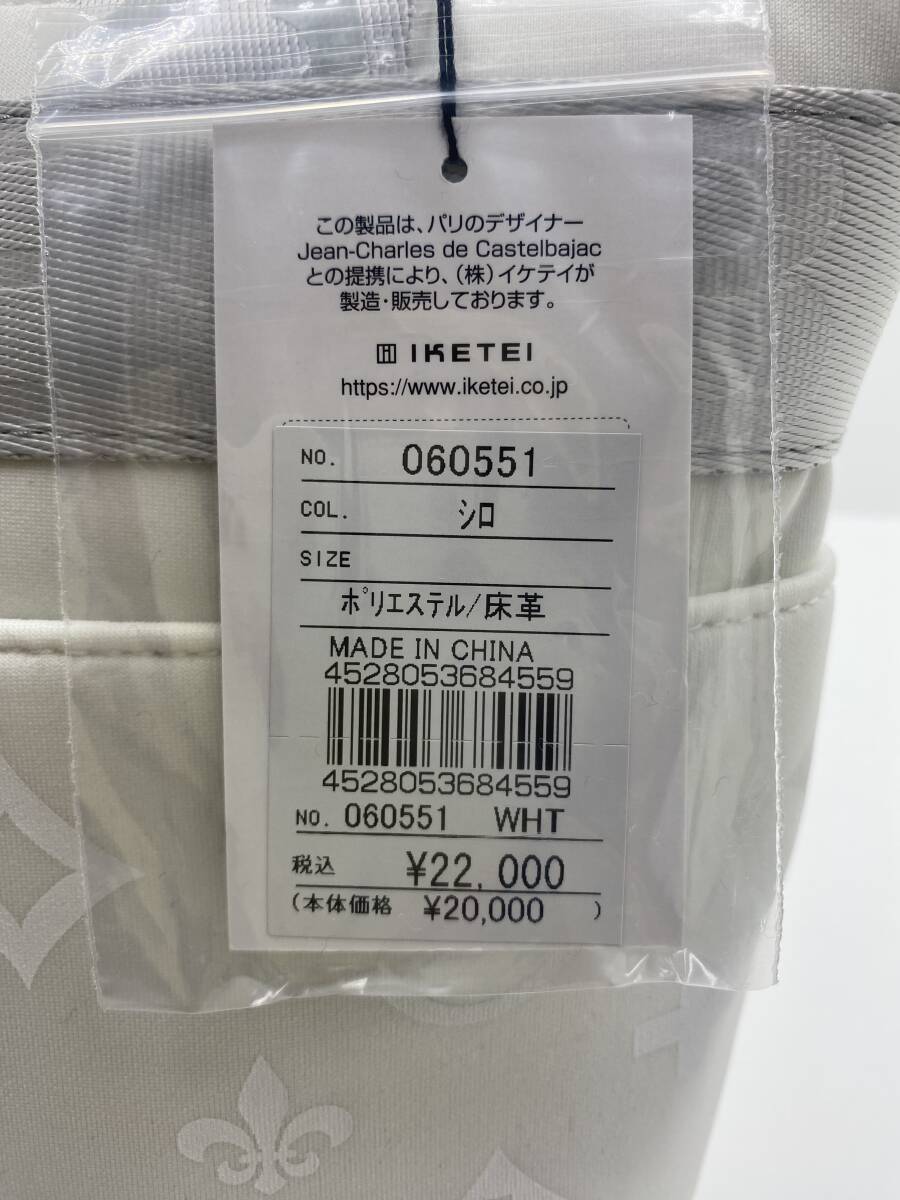 この製品は、パリのデザイナー
Jean-Charles de Castelbajac
との提携により、(株)イケテイが
製造・販売しております。
IKETEI
https://www.iketei.co.jp
NO. 060551
COL. シロ
SIZE
ポリエステル/床革
MADE IN CHINA
4528053684559
4528053684559
NO. 060551 WHT
税込 ¥22,000
(本体価格 ¥20,000 )